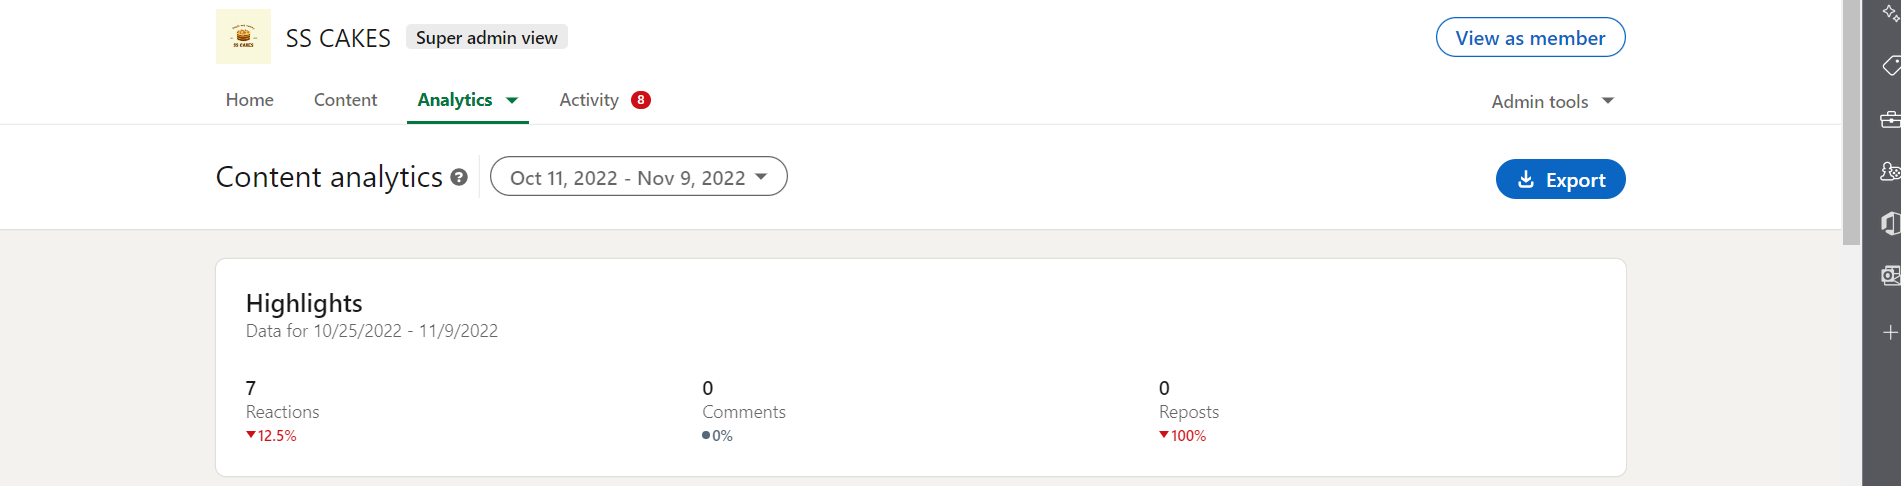 SS CAKES
SS CAKES Super admin view
View as member
Home Content Analytics Activity 8
Admin tools
Content analytics
Oct 11, 2022 - Nov 9, 2022
Export
Highlights
Data for 10/25/2022 - 11/9/2022
7
Reactions
12.5%
0
Comments
0%
0
Reposts
100%